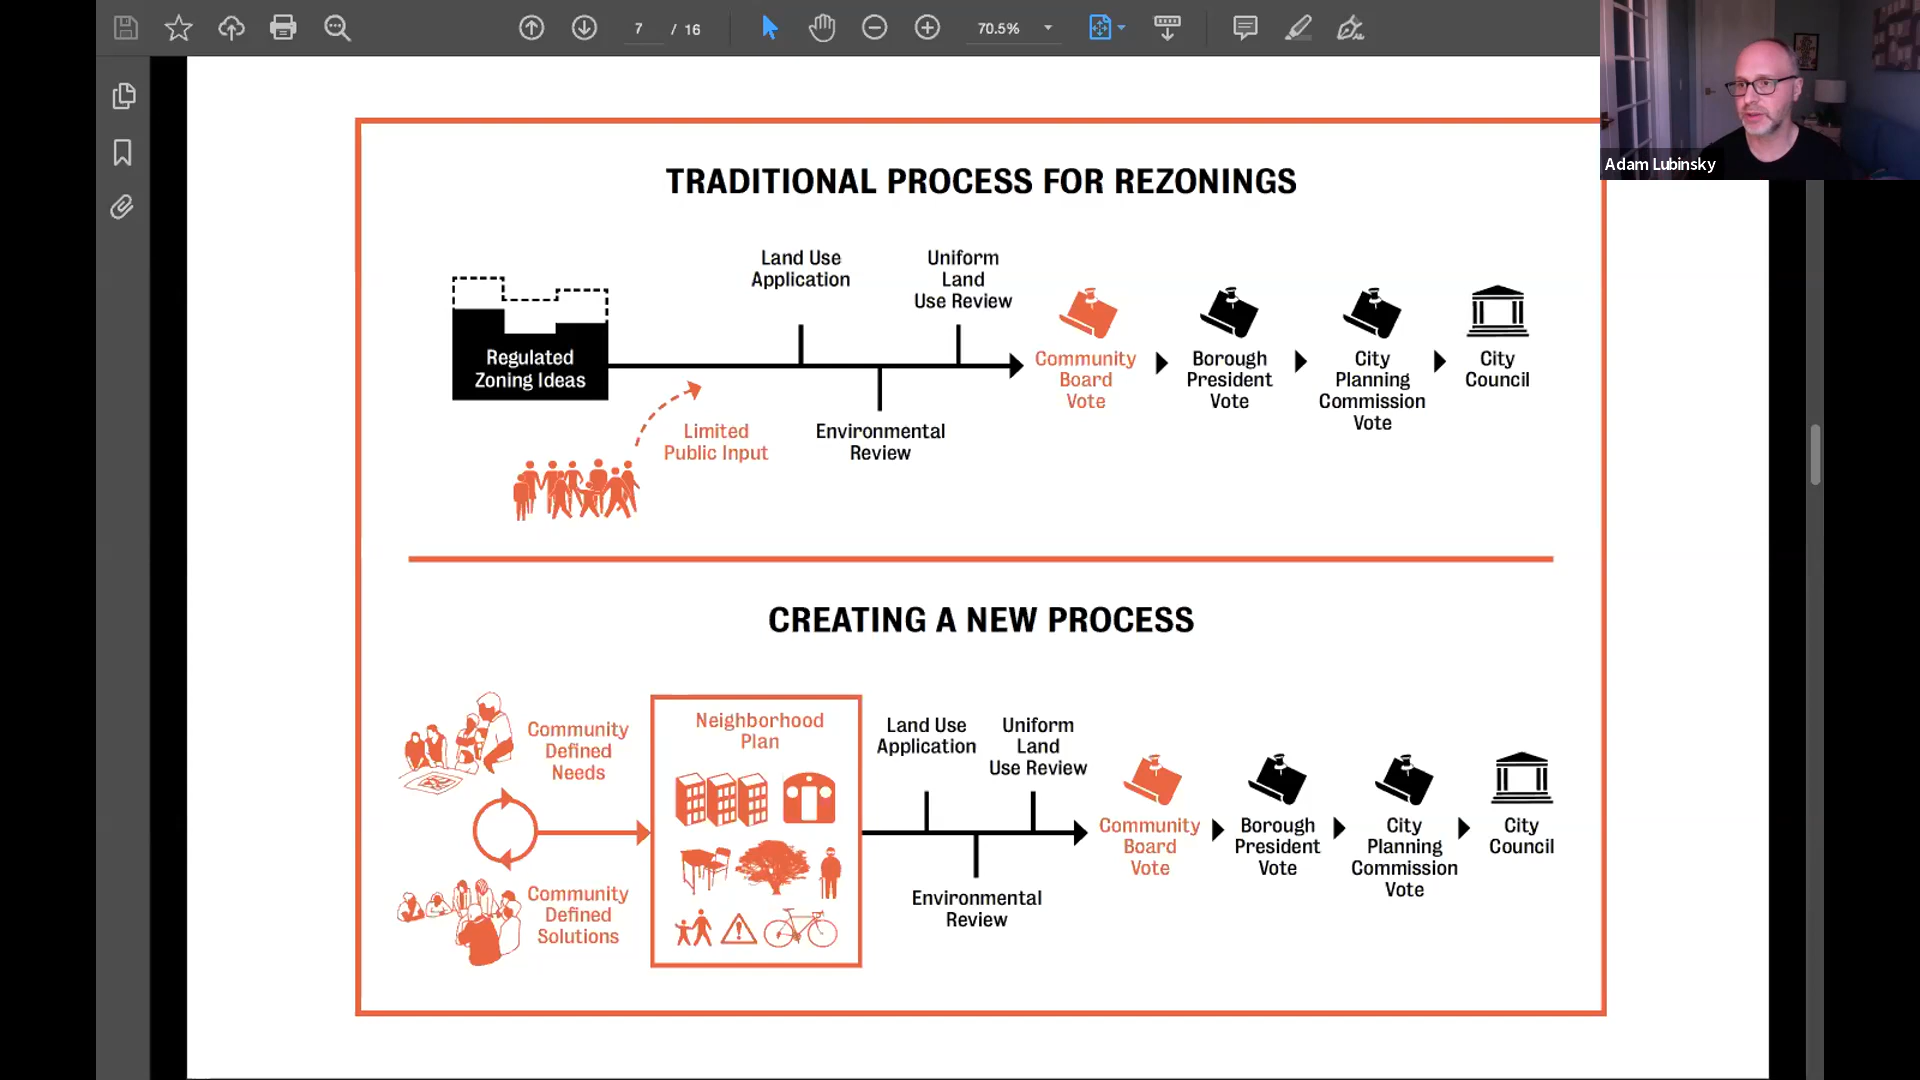 7 / 16
70.5%
Adam Lubinsky
TRADITIONAL PROCESS FOR REZONINGS
Regulated
Zoning Ideas
Limited
Public Input
Land Use
Application
Environmental
Review
Uniform
Land
Use Review
Community
Board
Vote
Borough
President
Vote
City
Planning
Commission
Vote
City
Council
CREATING A NEW PROCESS
Community
Defined
Needs
Community
Defined
Solutions
Neighborhood
Plan
Land Use
Application
Environmental
Review
Uniform
Land
Use Review
Community
Board
Vote
Borough
President
Vote
City
Planning
Commission
Vote
City
Council